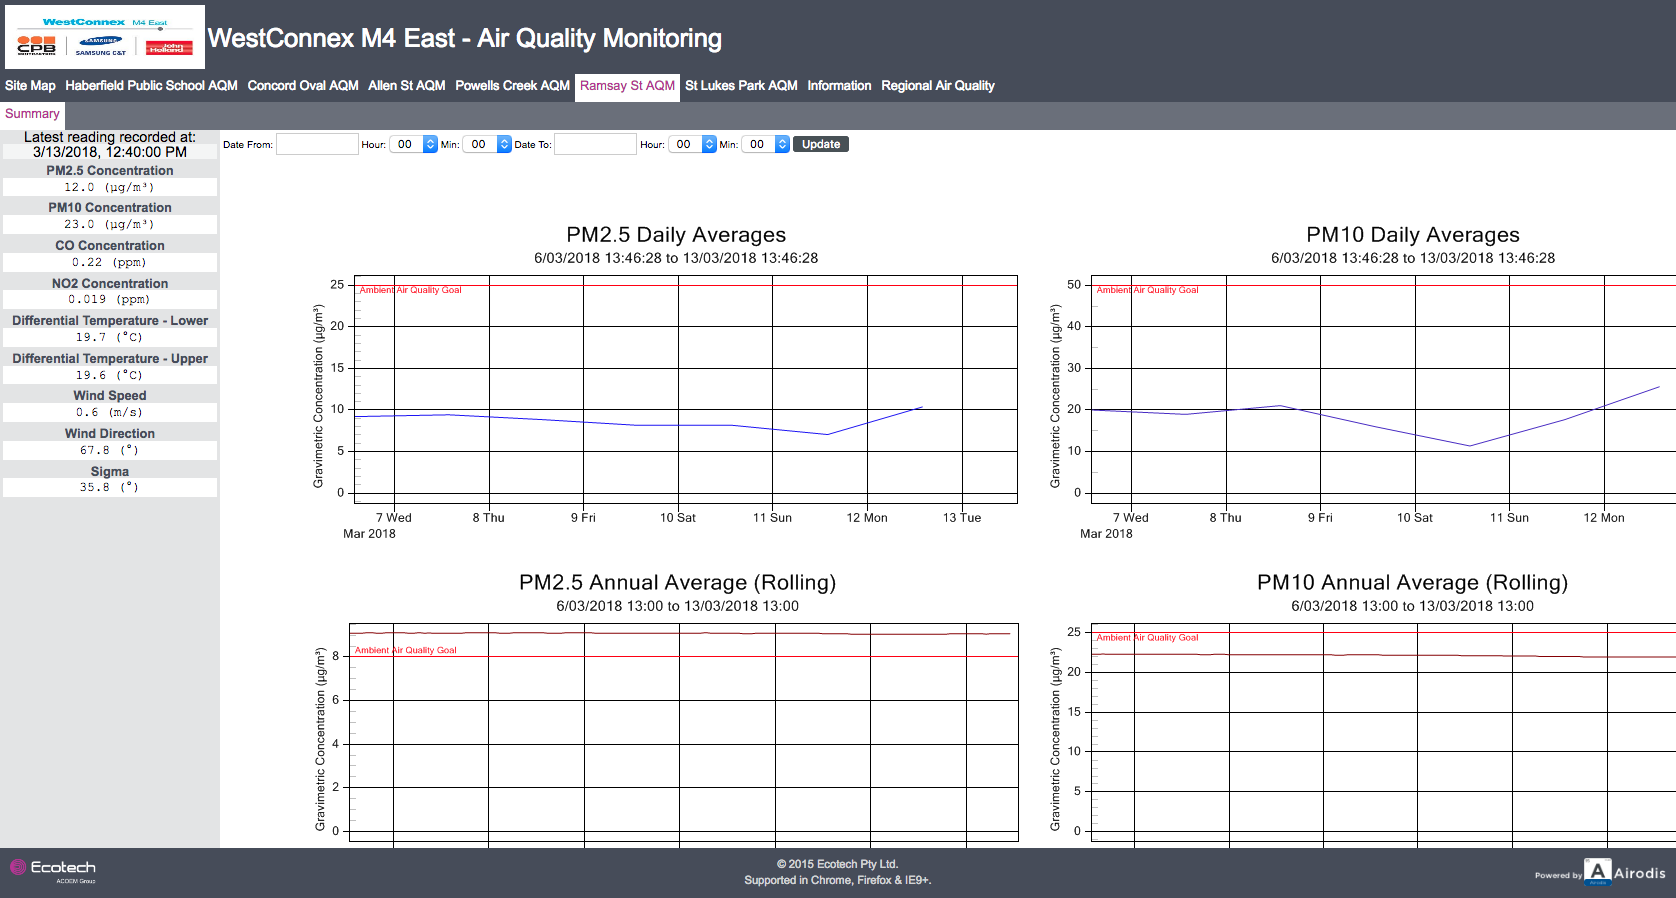 WestConnex M4 East
CPB
CONTRACTORS
SAMSUNG
SAMSUNG C&T
John
Holland
WestConnex M4 East - Air Quality Monitoring
Site Map Haberfield Public School AQM Concord Oval AQM Allen St AQM Powells Creek AQM Ramsay St AQM St Lukes Park AQM Information Regional Air Quality
Summary
Latest reading recorded at:
3/13/2018, 12:40:00 PM
PM2.5 Concentration
12.0 (µg/m³)
PM10 Concentration
23.0 (µg/m³)
CO Concentration
0.22 (ppm)
NO2 Concentration
0.019 (ppm)
Differential Temperature - Lower
19.7 (°C)
Differential Temperature - Upper
19.6 (°C)
Wind Speed
0.6 (m/s)
Wind Direction
67.8 (°)
Sigma
35.8 (°)
Date From: Hour: 00 Min: 00 Date To: Hour: 00 Min: 00 Update
PM2.5 Daily Averages
6/03/2018 13:46:28 to 13/03/2018 13:46:28
Gravimetric Concentration (µg/m³)
25
20
15
10
5
0
Ambient Air Quality Goal
7 Wed 8 Thu 9 Fri 10 Sat 11 Sun 12 Mon 13 Tue
Mar 2018
PM10 Daily Averages
6/03/2018 13:46:28 to 13/03/2018 13:46:28
Gravimetric Concentration (µg/m³)
50
40
30
20
10
0
Ambient Air Quality Goal
7 Wed 8 Thu 9 Fri 10 Sat 11 Sun 12 Mon
Mar 2018
PM2.5 Annual Average (Rolling)
6/03/2018 13:00 to 13/03/2018 13:00
Gravimetric Concentration (µg/m³)
8
6
4
2
0
Ambient Air Quality Goal
PM10 Annual Average (Rolling)
6/03/2018 13:00 to 13/03/2018 13:00
Gravimetric Concentration (µg/m³)
25
20
15
10
5
0
Ambient Air Quality Goal
Ecotech
ACOEM Group
© 2015 Ecotech Pty Ltd.
Supported in Chrome, Firefox & IE9+.
Powered by A Airodis
Airodis